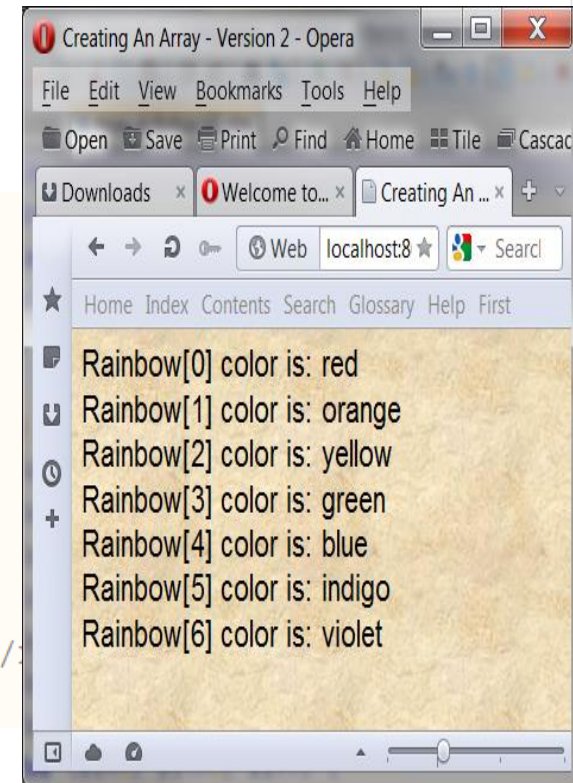 Creating An Array - Version 2 - Opera
File Edit View Bookmarks Tools Help
Open Save Print Find Home Tile
Downloads Welcome to... Creating An ...
Web localhost:8
Home Index Contents Search Glossary Help First
Rainbow[0] color is: red
Rainbow[1] color is: orange
Rainbow[2] color is: yellow
Rainbow[3] color is: green
Rainbow[4] color is: blue
Rainbow[5] color is: indigo
Rainbow[6] color is: violet